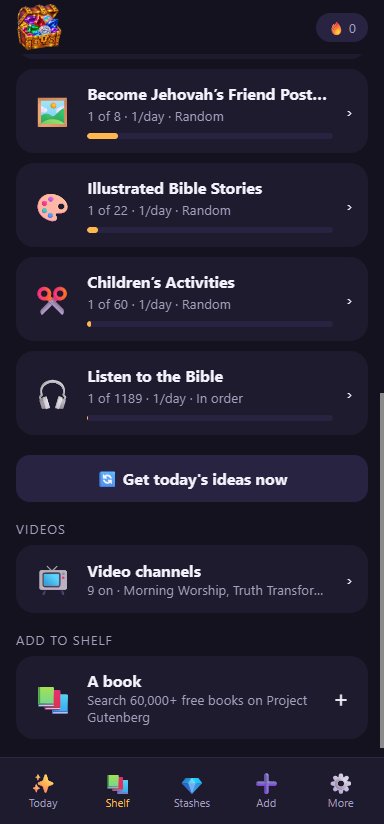 0
Become Jehovah's Friend Post...
1 of 8 · 1/day · Random
Illustrated Bible Stories
1 of 22 · 1/day · Random
Children's Activities
1 of 60 · 1/day · Random
Listen to the Bible
1 of 1189 · 1/day · In order
Get today's ideas now
VIDEOS
Video channels
9 on · Morning Worship, Truth Transfor...
ADD TO SHELF
A book
Search 60,000+ free books on Project
Gutenberg
Today
Shelf
Stashes
Add
More